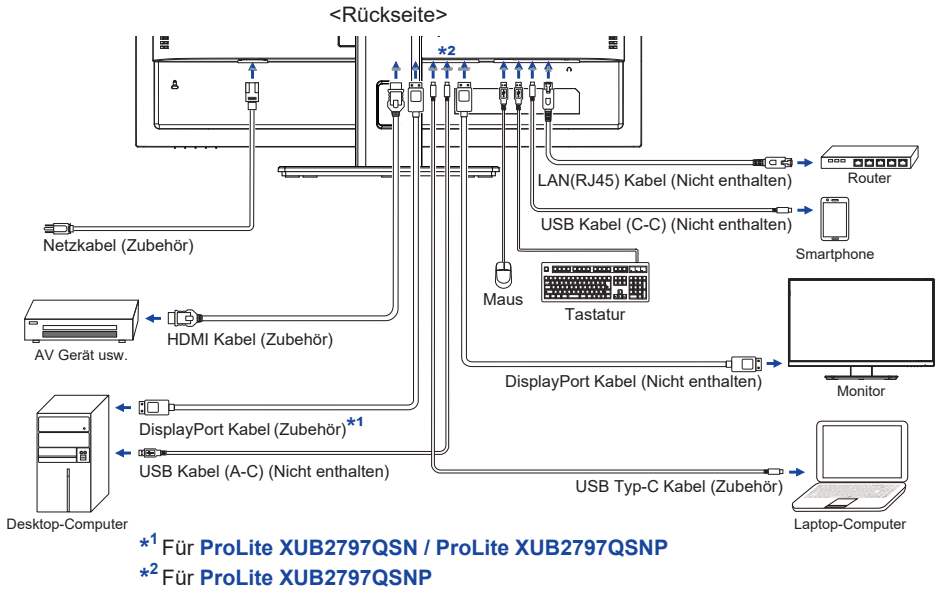 <Rückseite>
*2
LAN(RJ45) Kabel (Nicht enthalten)
Router
USB Kabel (C-C) (Nicht enthalten)
Smartphone
Netzkabel (Zubehör)
Maus
Tastatur
HDMI Kabel (Zubehör)
AV Gerät usw.
DisplayPort Kabel (Nicht enthalten)
Monitor
DisplayPort Kabel (Zubehör)*1
USB Kabel (A-C) (Nicht enthalten)
USB Typ-C Kabel (Zubehör)
Desktop-Computer
Laptop-Computer
*1 Für ProLite XUB2797QSN / ProLite XUB2797QSNP
*2 Für ProLite XUB2797QSNP